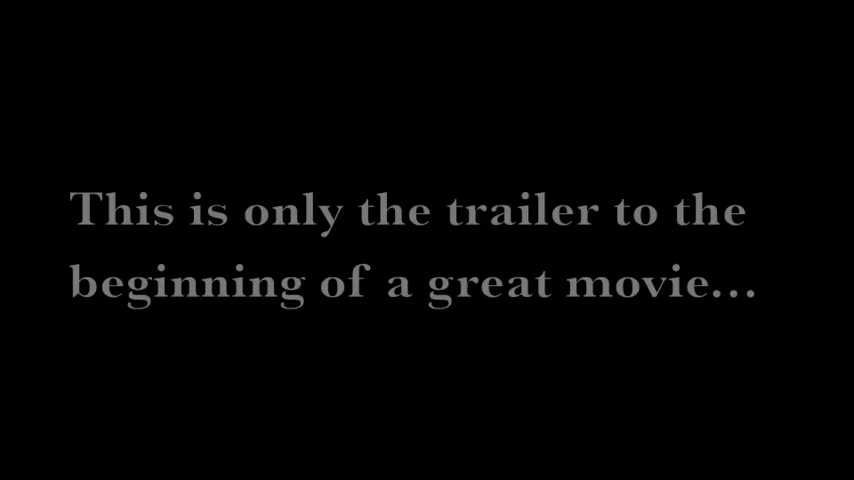 This is only the trailer to the
beginning of a great movie...